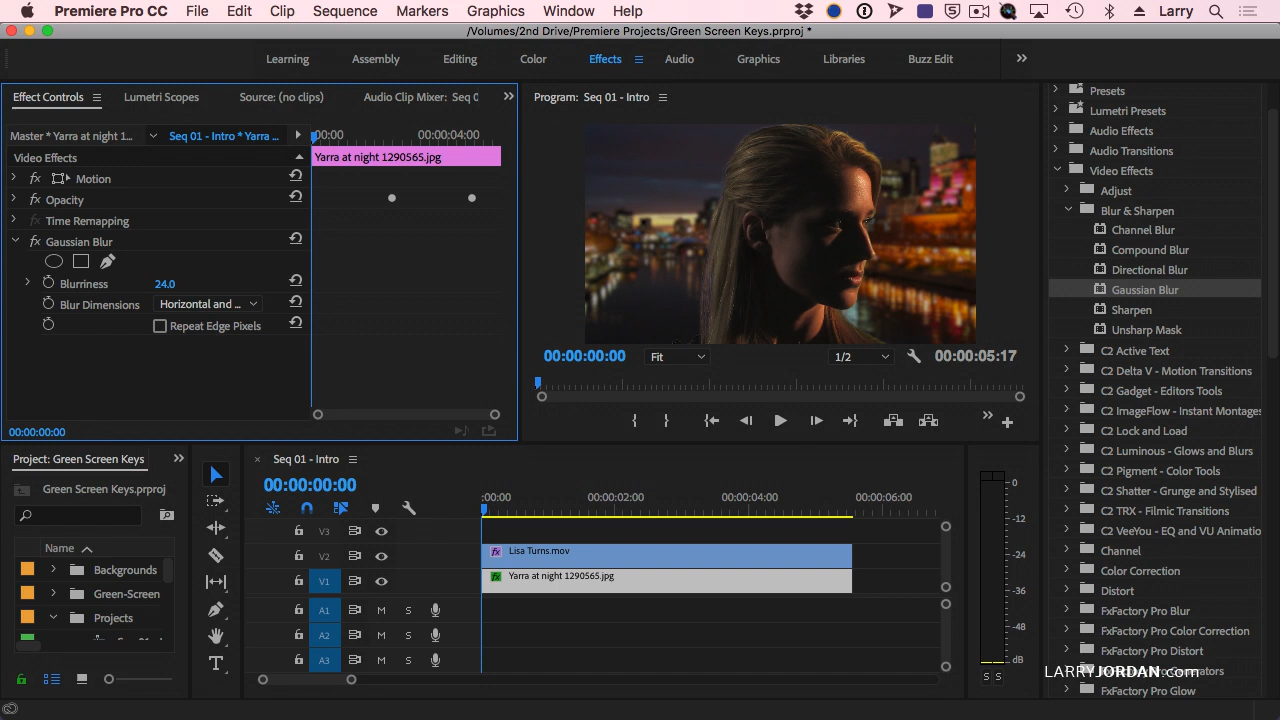 Premiere Pro CC File Edit Clip Sequence Markers Graphics Window Help Larry
/Volumes/2nd Drive/Premiere Projects/Green Screen Keys.prproj *
Learning Assembly Editing Color Effects Audio Graphics Libraries Buzz Edit
Effect Controls Lumetri Scopes Source: (no clips) Audio Clip Mixer: Seq 0
Master * Yarra at night 1... Seq 01 - Intro * Yarra ... :00:00 00:00:04:00
Video Effects
Yarra at night 1290565.jpg
fx Motion
fx Opacity
fx Time Remapping
fx Gaussian Blur
Blurriness 24.0
Blur Dimensions Horizontal and ...
Repeat Edge Pixels
00:00:00:00
Program: Seq 01 - Intro
00:00:00:00 Fit 1/2 00:00:05:17
Presets
Lumetri Presets
Audio Effects
Audio Transitions
Video Effects
Adjust
Blur & Sharpen
Channel Blur
Compound Blur
Directional Blur
Gaussian Blur
Sharpen
Unsharp Mask
C2 Active Text
C2 Delta V - Motion Transitions
C2 Gadget - Editors Tools
C2 ImageFlow - Instant Montages
C2 Lock and Load
C2 Luminous - Glows and Blurs
C2 Pigment - Color Tools
C2 Shatter - Grunge and Stylised
C2 TRX - Filmic Transitions
C2 VeeYou - EQ and VU Animatio
Channel
Color Correction
Distort
FxFactory Pro Blur
FxFactory Pro Color Correction
FxFactory Pro Distort
LARRYJORDAN.com
FxFactory Pro Glow
Project: Green Screen Keys
Green Screen Keys.prproj
Name
Backgrounds
Green-Screen
Projects
Seq 01 - Intro
00:00:00:00
:00:00 00:00:02:00 00:00:04:00 00:00:06:00
V3
V2 fx Lisa Turns.mov
V1 fx Yarra at night 1290565.jpg
A1 M S
A2 M S
A3 M S
0
-12
-24
-36
-48
dB
S S